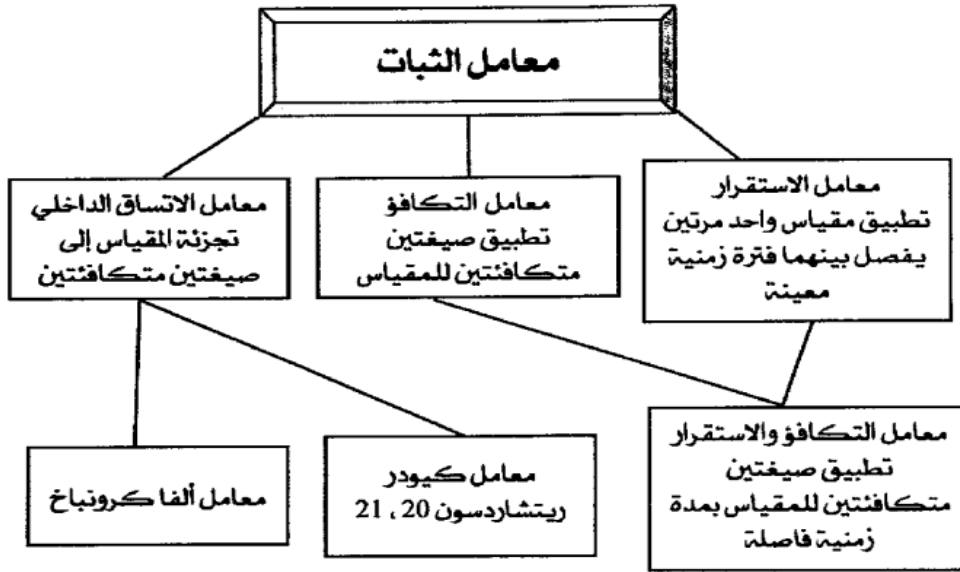 معامل الثبات
معامل الاستقرار
تطبيق مقياس واحد مرتين
يفصل بينهما فترة زمنية
معينة
معامل التكافؤ
تطبيق صيغتين
متكافئتين للمقياس
معامل الاتساق الداخلي
تجزئة المقياس إلى
صيغتين متكافئتين
معامل التكافؤ والاستقرار
تطبيق صيغتين
متكافئتين للمقياس بمدة
زمنية فاصلة
معامل كيودر
ريتشاردسون 20 ، 21
معامل ألفا كرونباخ